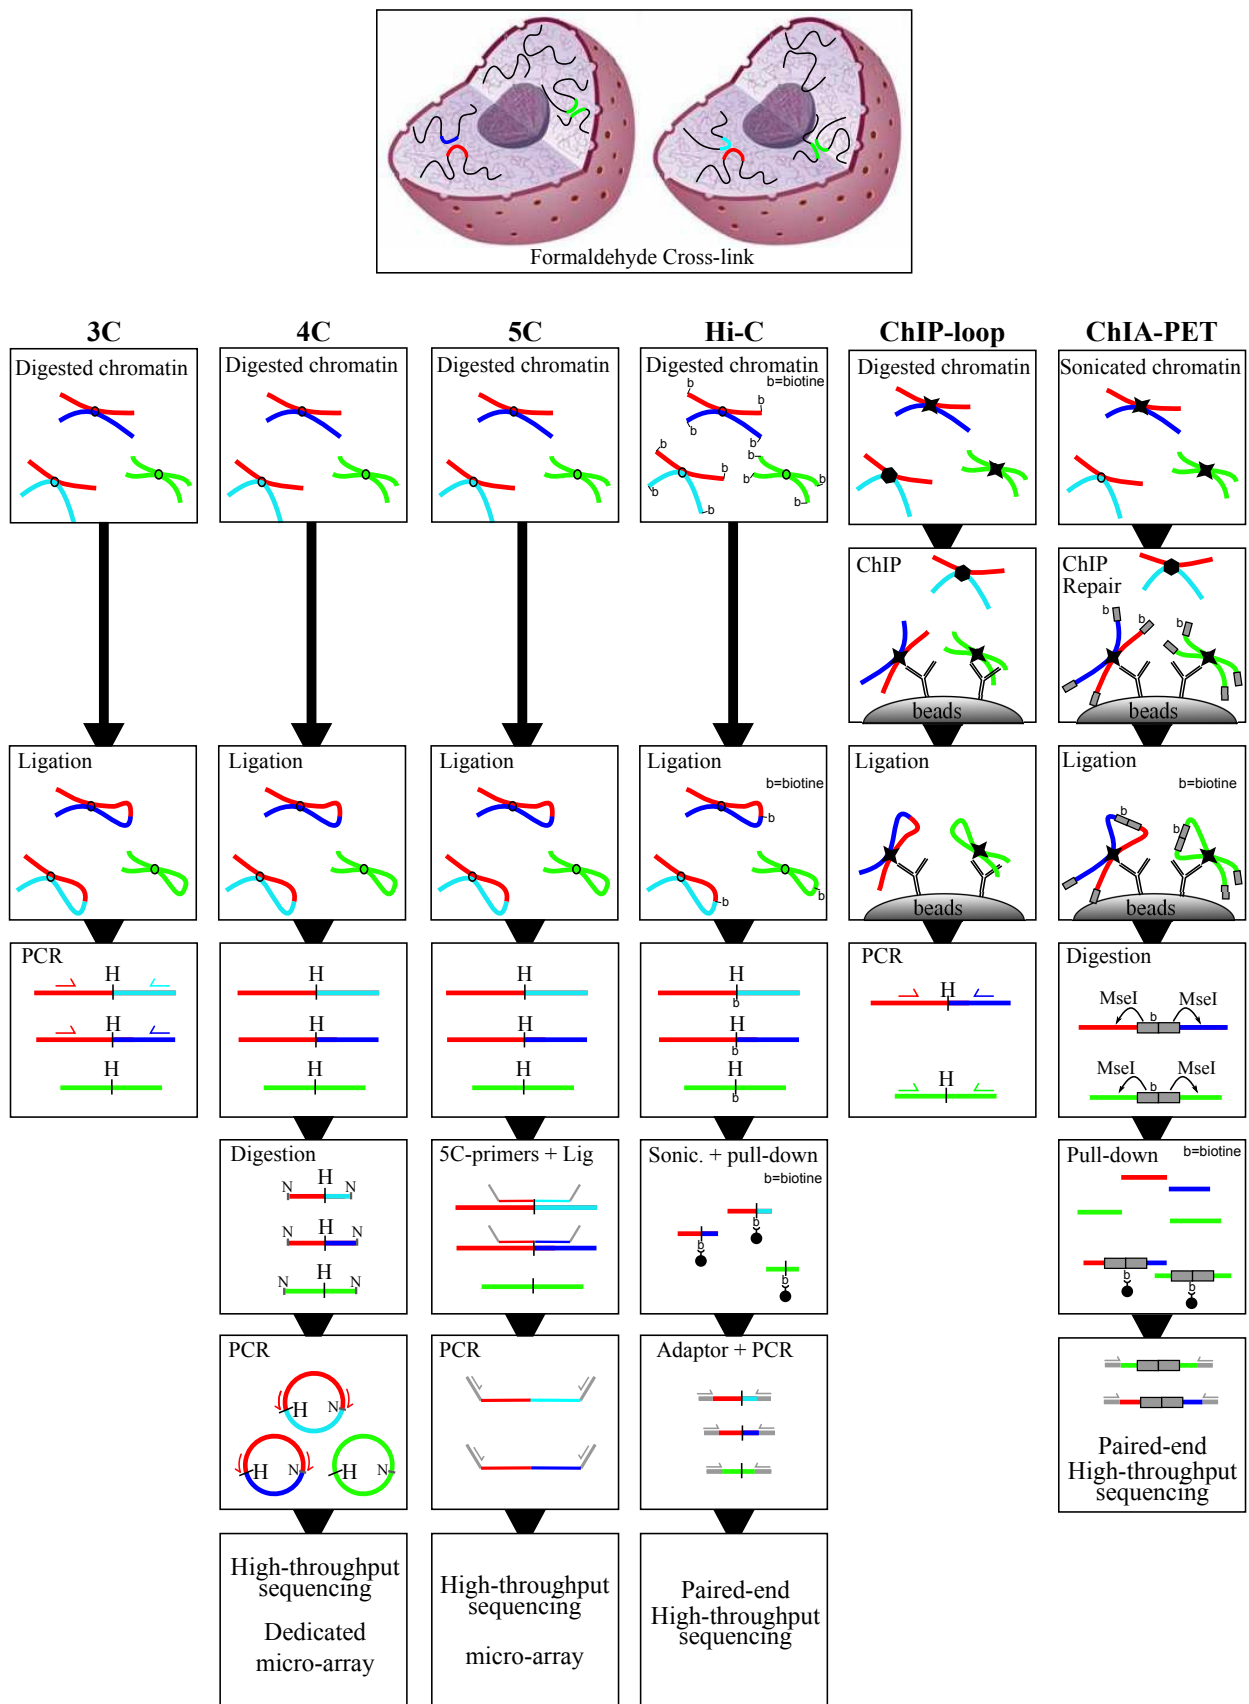 Formaldehyde Cross-link
3C
4C
5C
Hi-C
ChIP-loop
ChIA-PET
Digested chromatin
Digested chromatin
Digested chromatin
Digested chromatin
b
b=biotine
b
b
b
b
b
b
b
b
b
b
Digested chromatin
Sonicated chromatin
ChIP
beads
ChIP
Repair
b
b
b
beads
Ligation
Ligation
Ligation
Ligation
b=biotine
b
b
b
Ligation
beads
Ligation
b=biotine
b
b
beads
PCR
H
H
H
H
H
H
H
H
H
H
b
H
b
H
b
PCR
H
H
Digestion
MseI
MseI
b
MseI
MseI
b
Digestion
H
N
N
H
N
N
H
N
N
5C-primers + Lig
Sonic. + pull-down
b=biotine
b
b
b
Pull-down
b=biotine
b
b
PCR
H
N
H
N
H
N
PCR
Adaptor + PCR
Paired-end
High-throughput
sequencing
High-throughput
sequencing
Dedicated
micro-array
High-throughput
sequencing
micro-array
Paired-end
High-throughput
sequencing